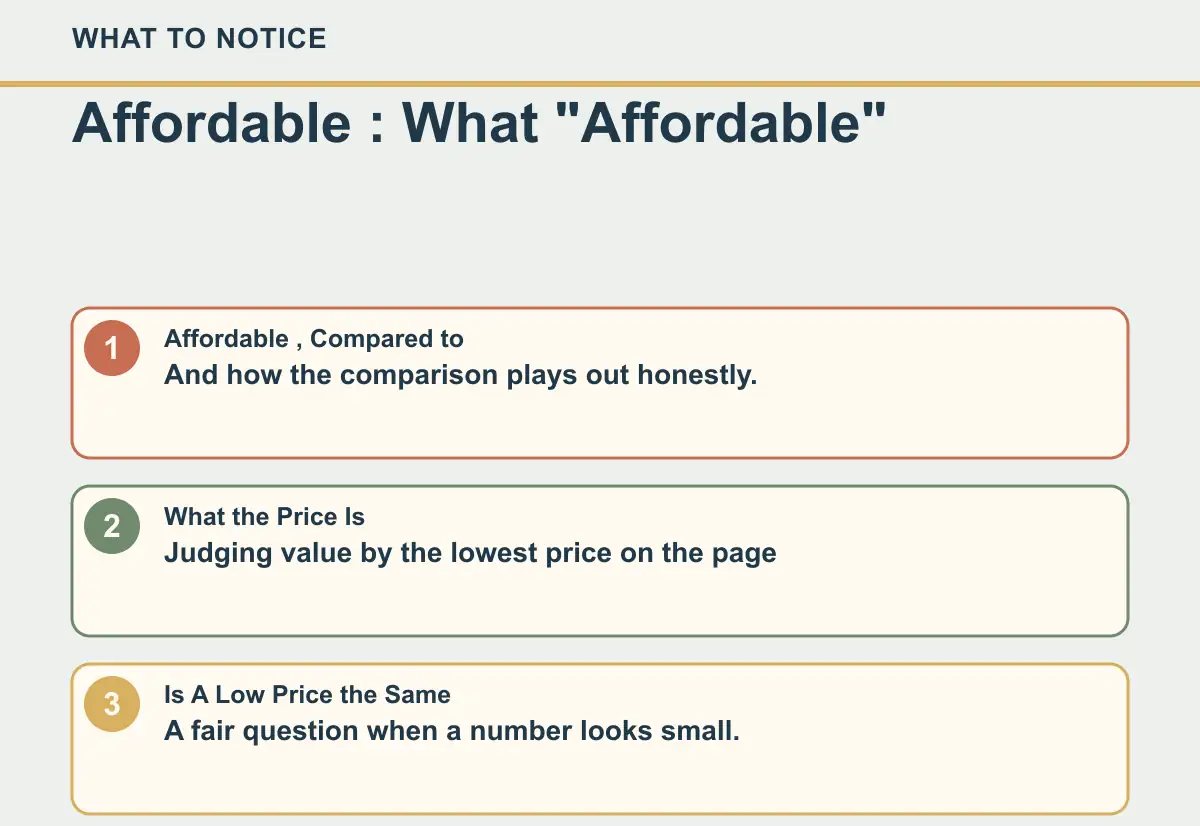 WHAT TO NOTICE
Affordable : What "Affordable"
1
Affordable , Compared to
And how the comparison plays out honestly.
2
What the Price Is
Judging value by the lowest price on the page
3
Is A Low Price the Same
A fair question when a number looks small.